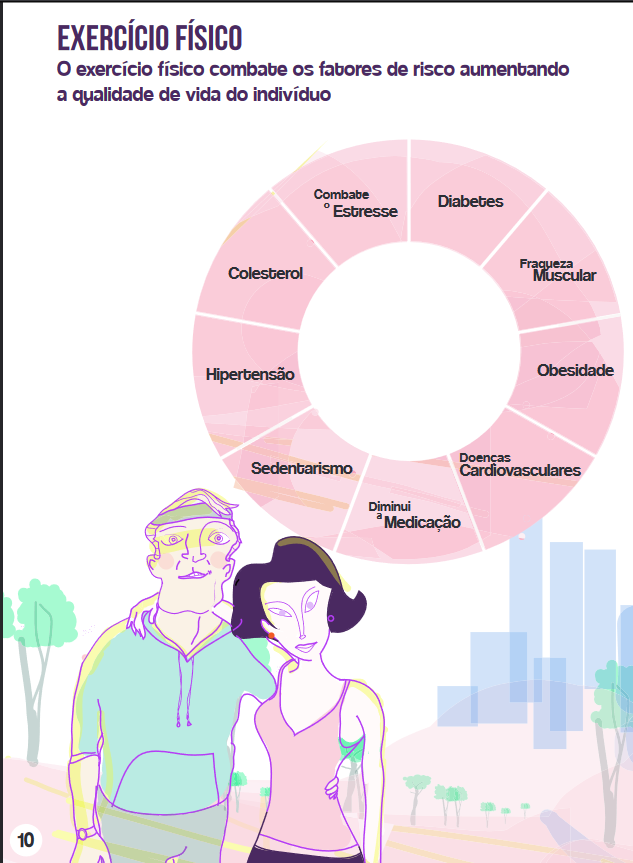 EXERCÍCIO FÍSICO
O exercício físico combate os fatores de risco aumentando
a qualidade de vida do indivíduo
Combate
o Estresse
Diabetes
Fraqueza
Muscular
Colesterol
Obesidade
Hipertensão
Doenças
Cardiovasculares
Sedentarismo
Diminui
a Medicação
10